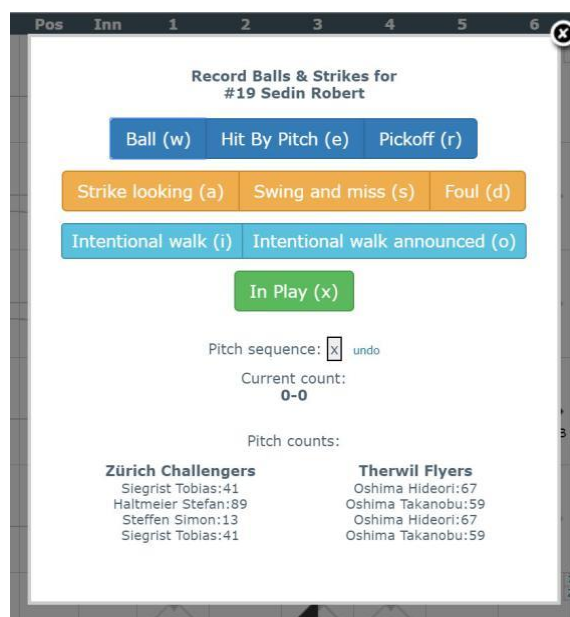 Pos Inn 1 2 3 4 5 6
x
Record Balls & Strikes for
#19 Sedin Robert
Ball (w) Hit By Pitch (e) Pickoff (r)
Strike looking (a) Swing and miss (s) Foul (d)
Intentional walk (i) Intentional walk announced (o)
In Play (x)
Pitch sequence: x undo
Current count:
0-0
Pitch counts:
Zürich Challengers Therwil Flyers
Siegrist Tobias:41 Oshima Hideori:67
Haltmeier Stefan:89 Oshima Takanobu:59
Steffen Simon:13 Oshima Hideori:67
Siegrist Tobias:41 Oshima Takanobu:59